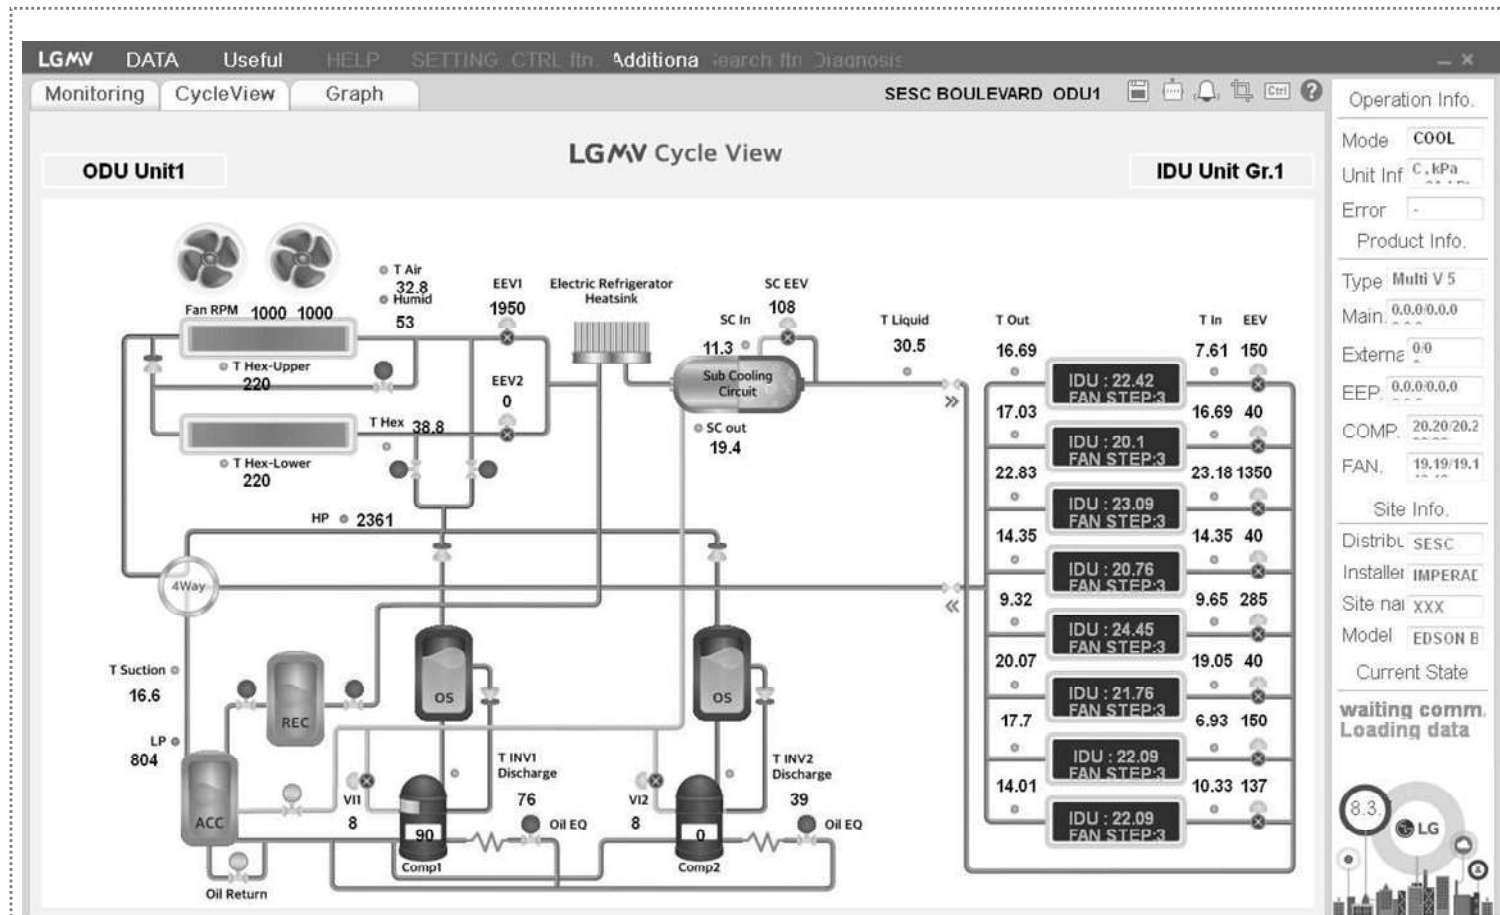 LGMV DATA Useful HELP SETTING CTRL ftn. Additiona earch ftn Diagnosis
Monitoring CycleView Graph SESC BOULEVARD ODU1 Ctrl ?
LGMV Cycle View
ODU Unit1
IDU Unit Gr.1
T Air
32.8
Humid
53
Fan RPM 1000 1000
T Hex-Upper
220
T Hex 38.8
T Hex-Lower
220
EEV1
1950
EEV2
0
Electric Refrigerator
Heatsink
SC EEV
108
SC In
11.3
Sub Cooling
Circuit
SC out
19.4
T Liquid
30.5
HP 2361
4Way
T Suction
16.6
LP
804
REC
ACC
Oil Return
OS
OS
T INV1
Discharge
76
VI1
8
90
Comp1
Oil EQ
T INV2
Discharge
39
VI2
8
0
Comp2
Oil EQ
T Out T In EEV
16.69 7.61 150
IDU : 22.42
FAN STEP:3
17.03 16.69 40
IDU : 20.1
FAN STEP:3
22.83 23.18 1350
IDU : 23.09
FAN STEP:3
14.35 14.35 40
IDU : 20.76
FAN STEP:3
9.32 9.65 285
IDU : 24.45
FAN STEP:3
20.07 19.05 40
IDU : 21.76
FAN STEP:3
17.7 6.93 150
IDU : 22.09
FAN STEP:3
14.01 10.33 137
IDU : 22.09
FAN STEP:3
Operation Info.
Mode COOL
Unit Inf C,kPa
Error -
Product Info.
Type Multi V 5
Main. 0.0.0/0.0.0
Externa 0/0
EEP. 0.0.0/0.0.0
COMP. 20.20/20.2
FAN. 19.19/19.1
Site Info.
Distribu SESC
Installer IMPERAD
Site nai XXX
Model EDSON B
Current State
waiting comm.
Loading data
8.3.
LG